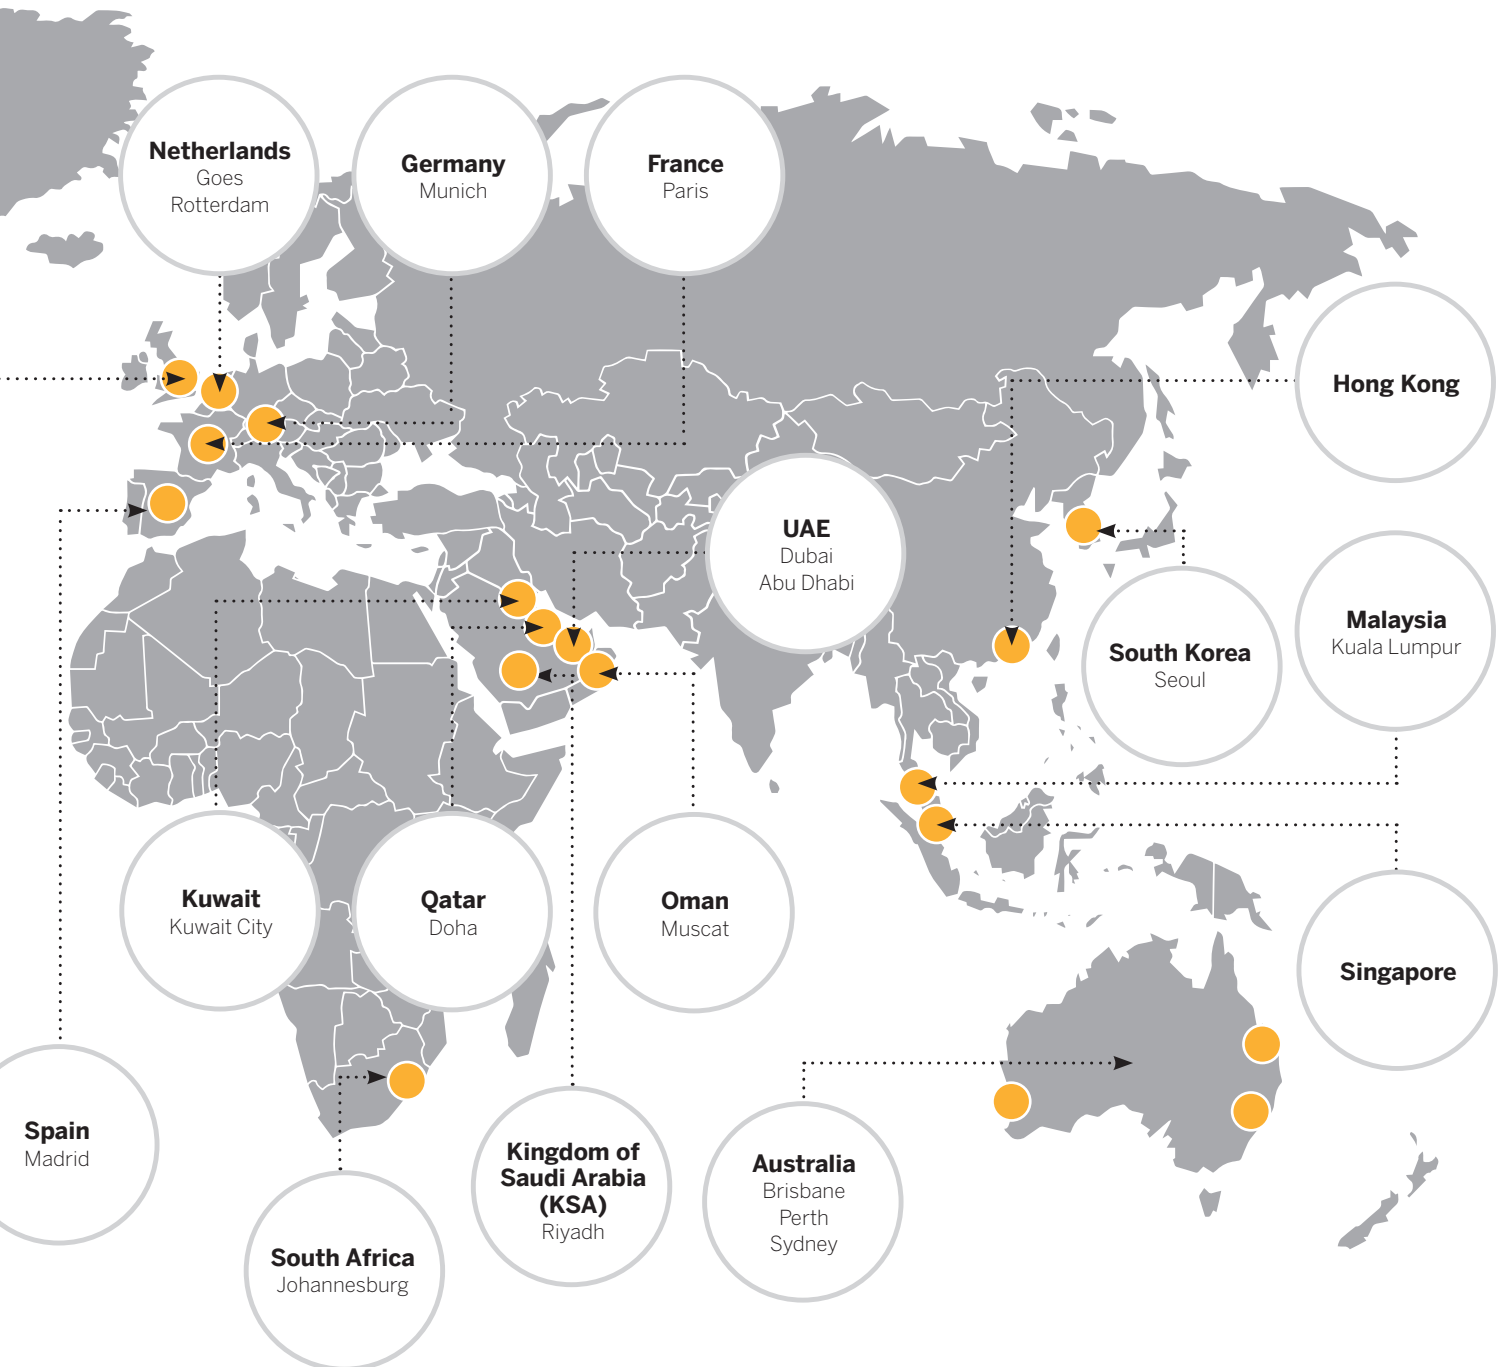 Netherlands
Goes
Rotterdam
Germany
Munich
France
Paris
Hong Kong
UAE
Dubai
Abu Dhabi
South Korea
Seoul
Malaysia
Kuala Lumpur
Kuwait
Kuwait City
Qatar
Doha
Oman
Muscat
Singapore
Spain
Madrid
South Africa
Johannesburg
Kingdom of
Saudi Arabia
(KSA)
Riyadh
Australia
Brisbane
Perth
Sydney